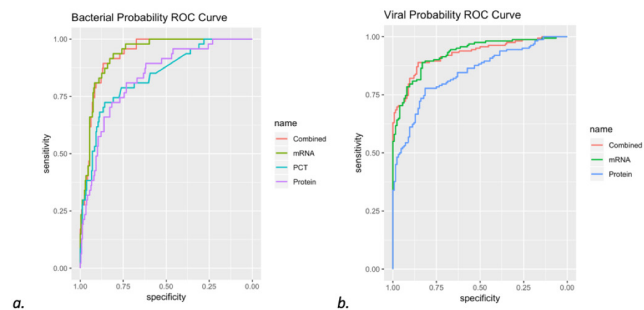 Bacterial Probability ROC Curve
1.00
0.75
0.50
0.25
0.00
sensitivity
1.00 0.75 0.50 0.25 0.00
specificity
name
Combined
mRNA
PCT
Protein
a.
Viral Probability ROC Curve
1.00
0.75
0.50
0.25
0.00
sensitivity
1.00 0.75 0.50 0.25 0.00
specificity
name
Combined
mRNA
Protein
b.